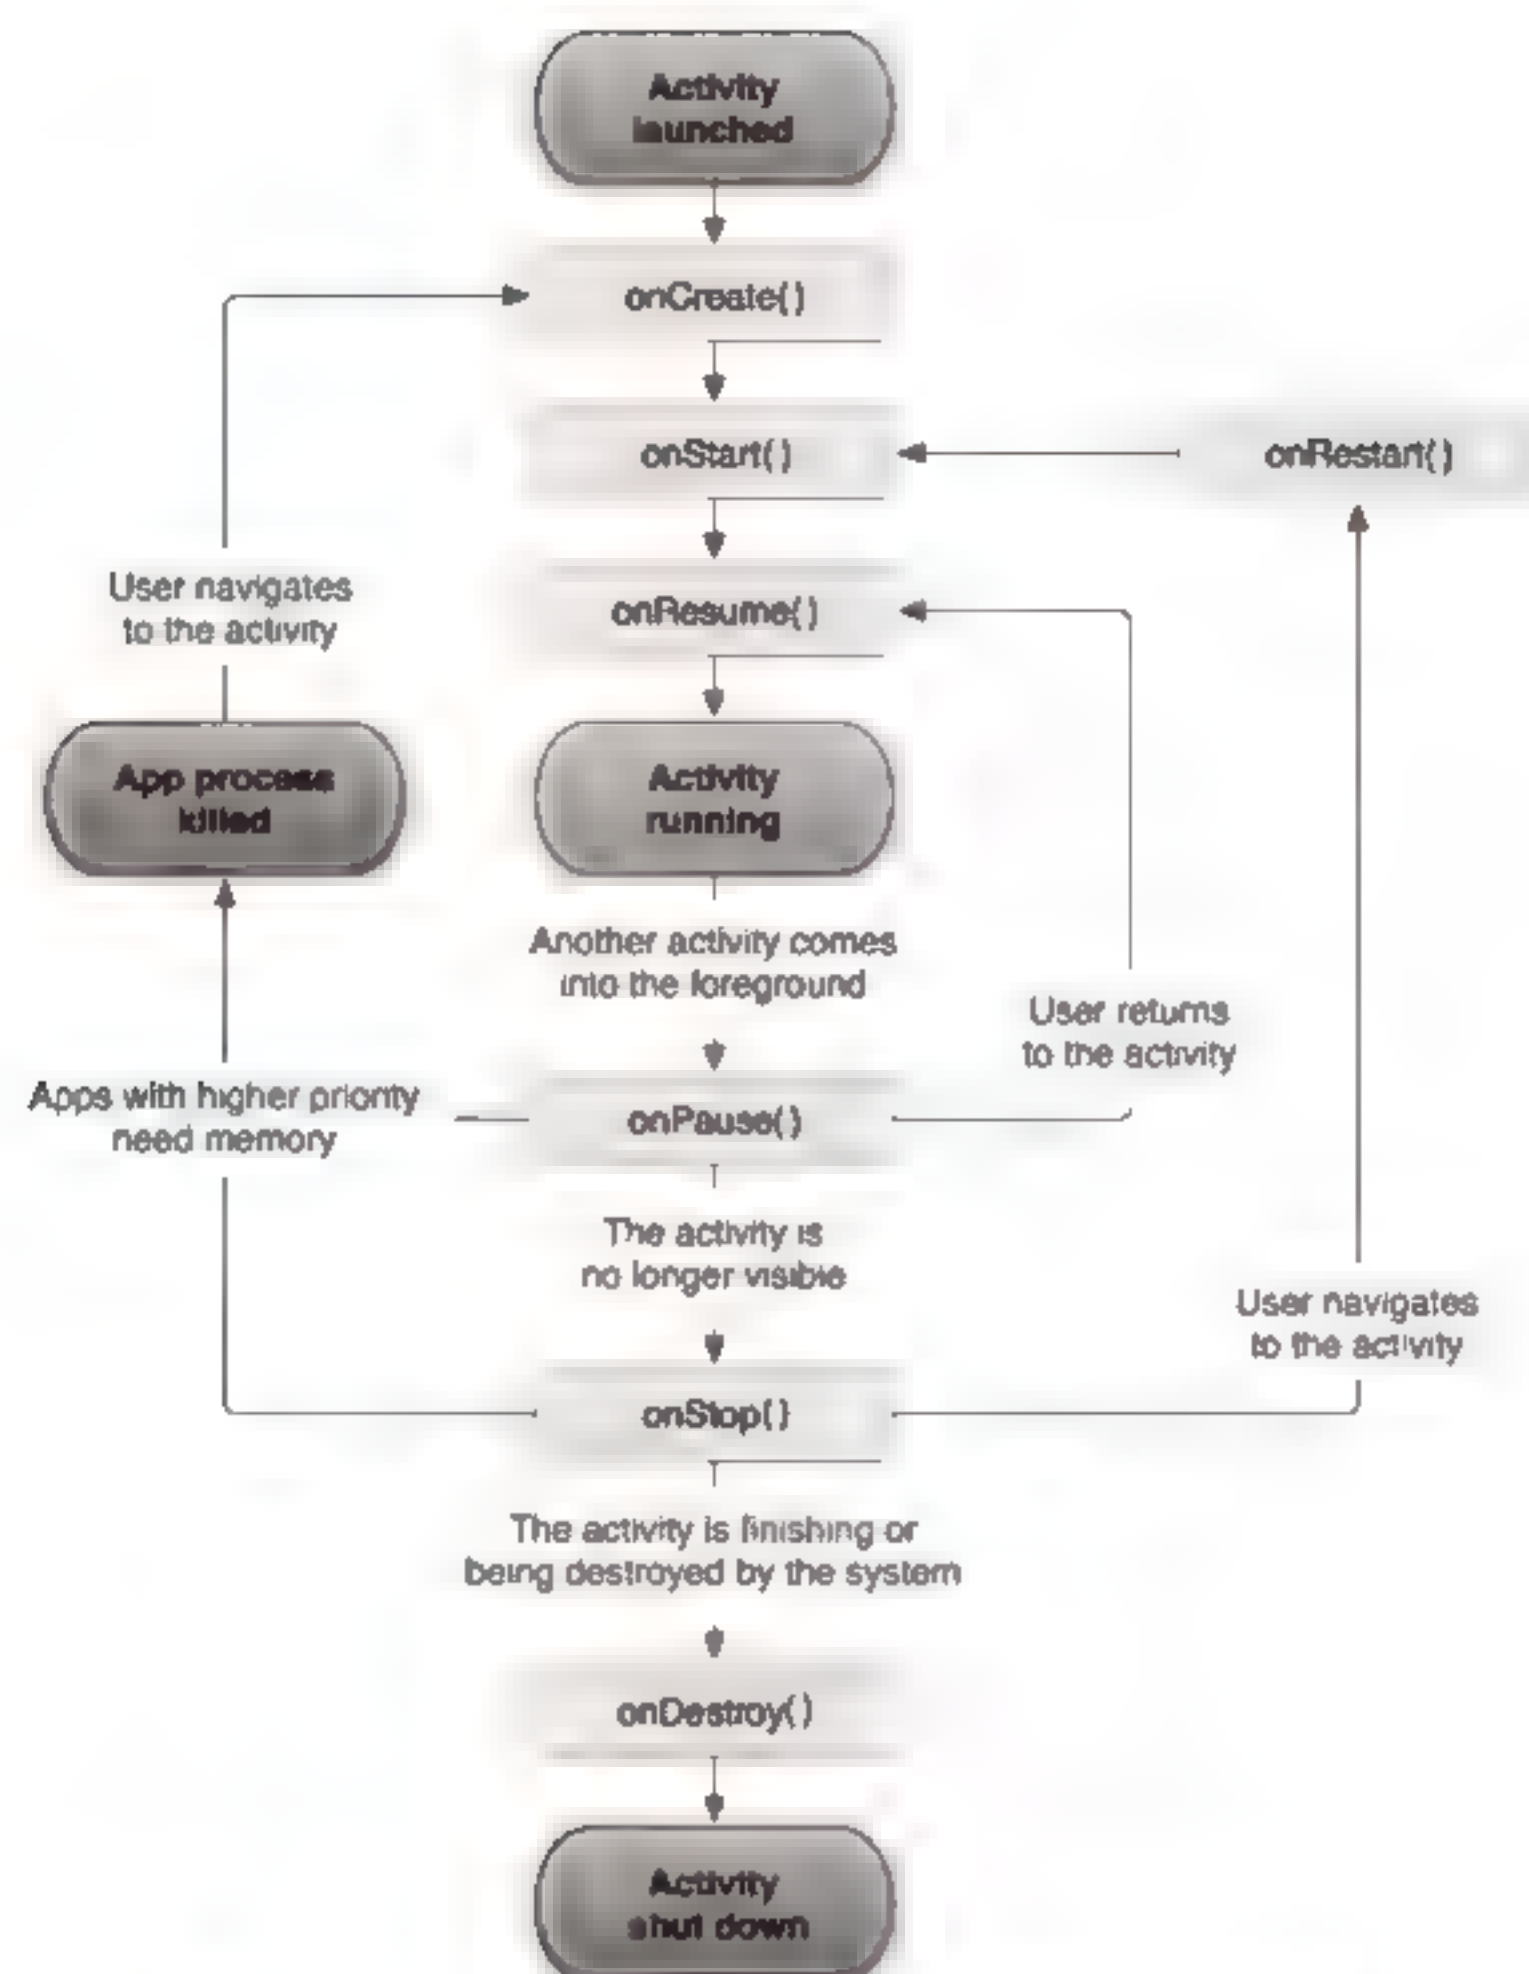 Activity
launched
onCreate()
onStart()
onRestart()
User navigates
to the activity
onResume()
App process
killed
Activity
running
Another activity comes
into the foreground
User returns
to the activity
Apps with higher priority
need memory
onPause()
The activity is
no longer visible
User navigates
to the activity
onStop()
The activity is finishing or
being destroyed by the system
onDestroy()
Activity
shut down